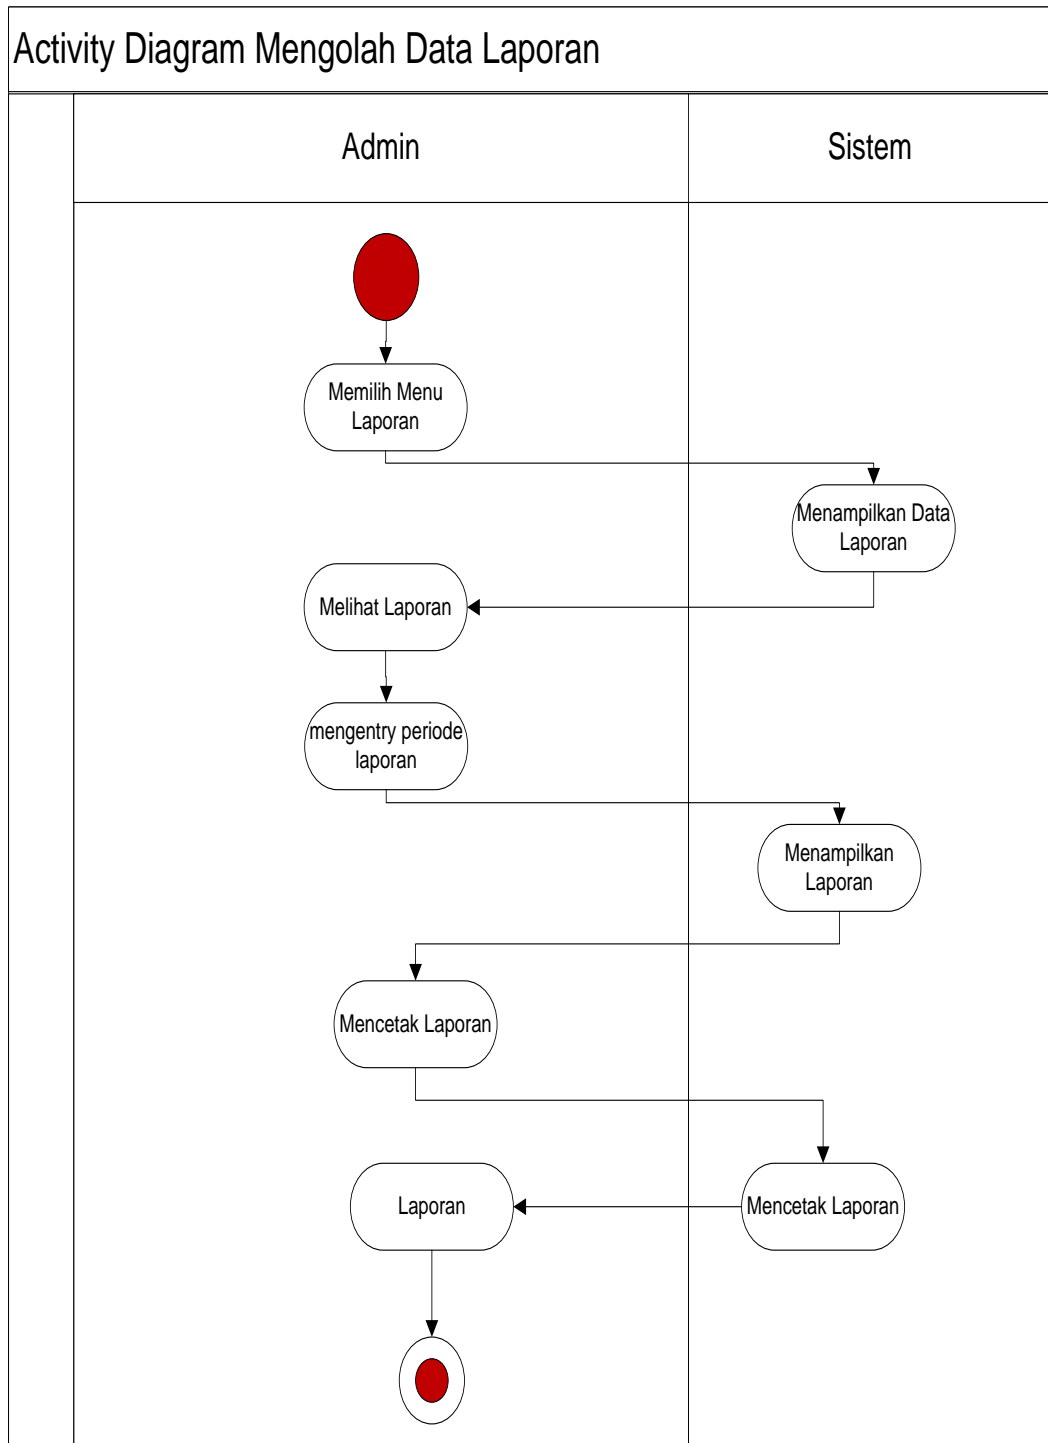 Activity Diagram Mengolah Data Laporan
Admin
Sistem
Memilih Menu
Laporan
Menampilkan Data
Laporan
Melihat Laporan
mengentry periode
laporan
Menampilkan
Laporan
Mencetak Laporan
Laporan
Mencetak Laporan